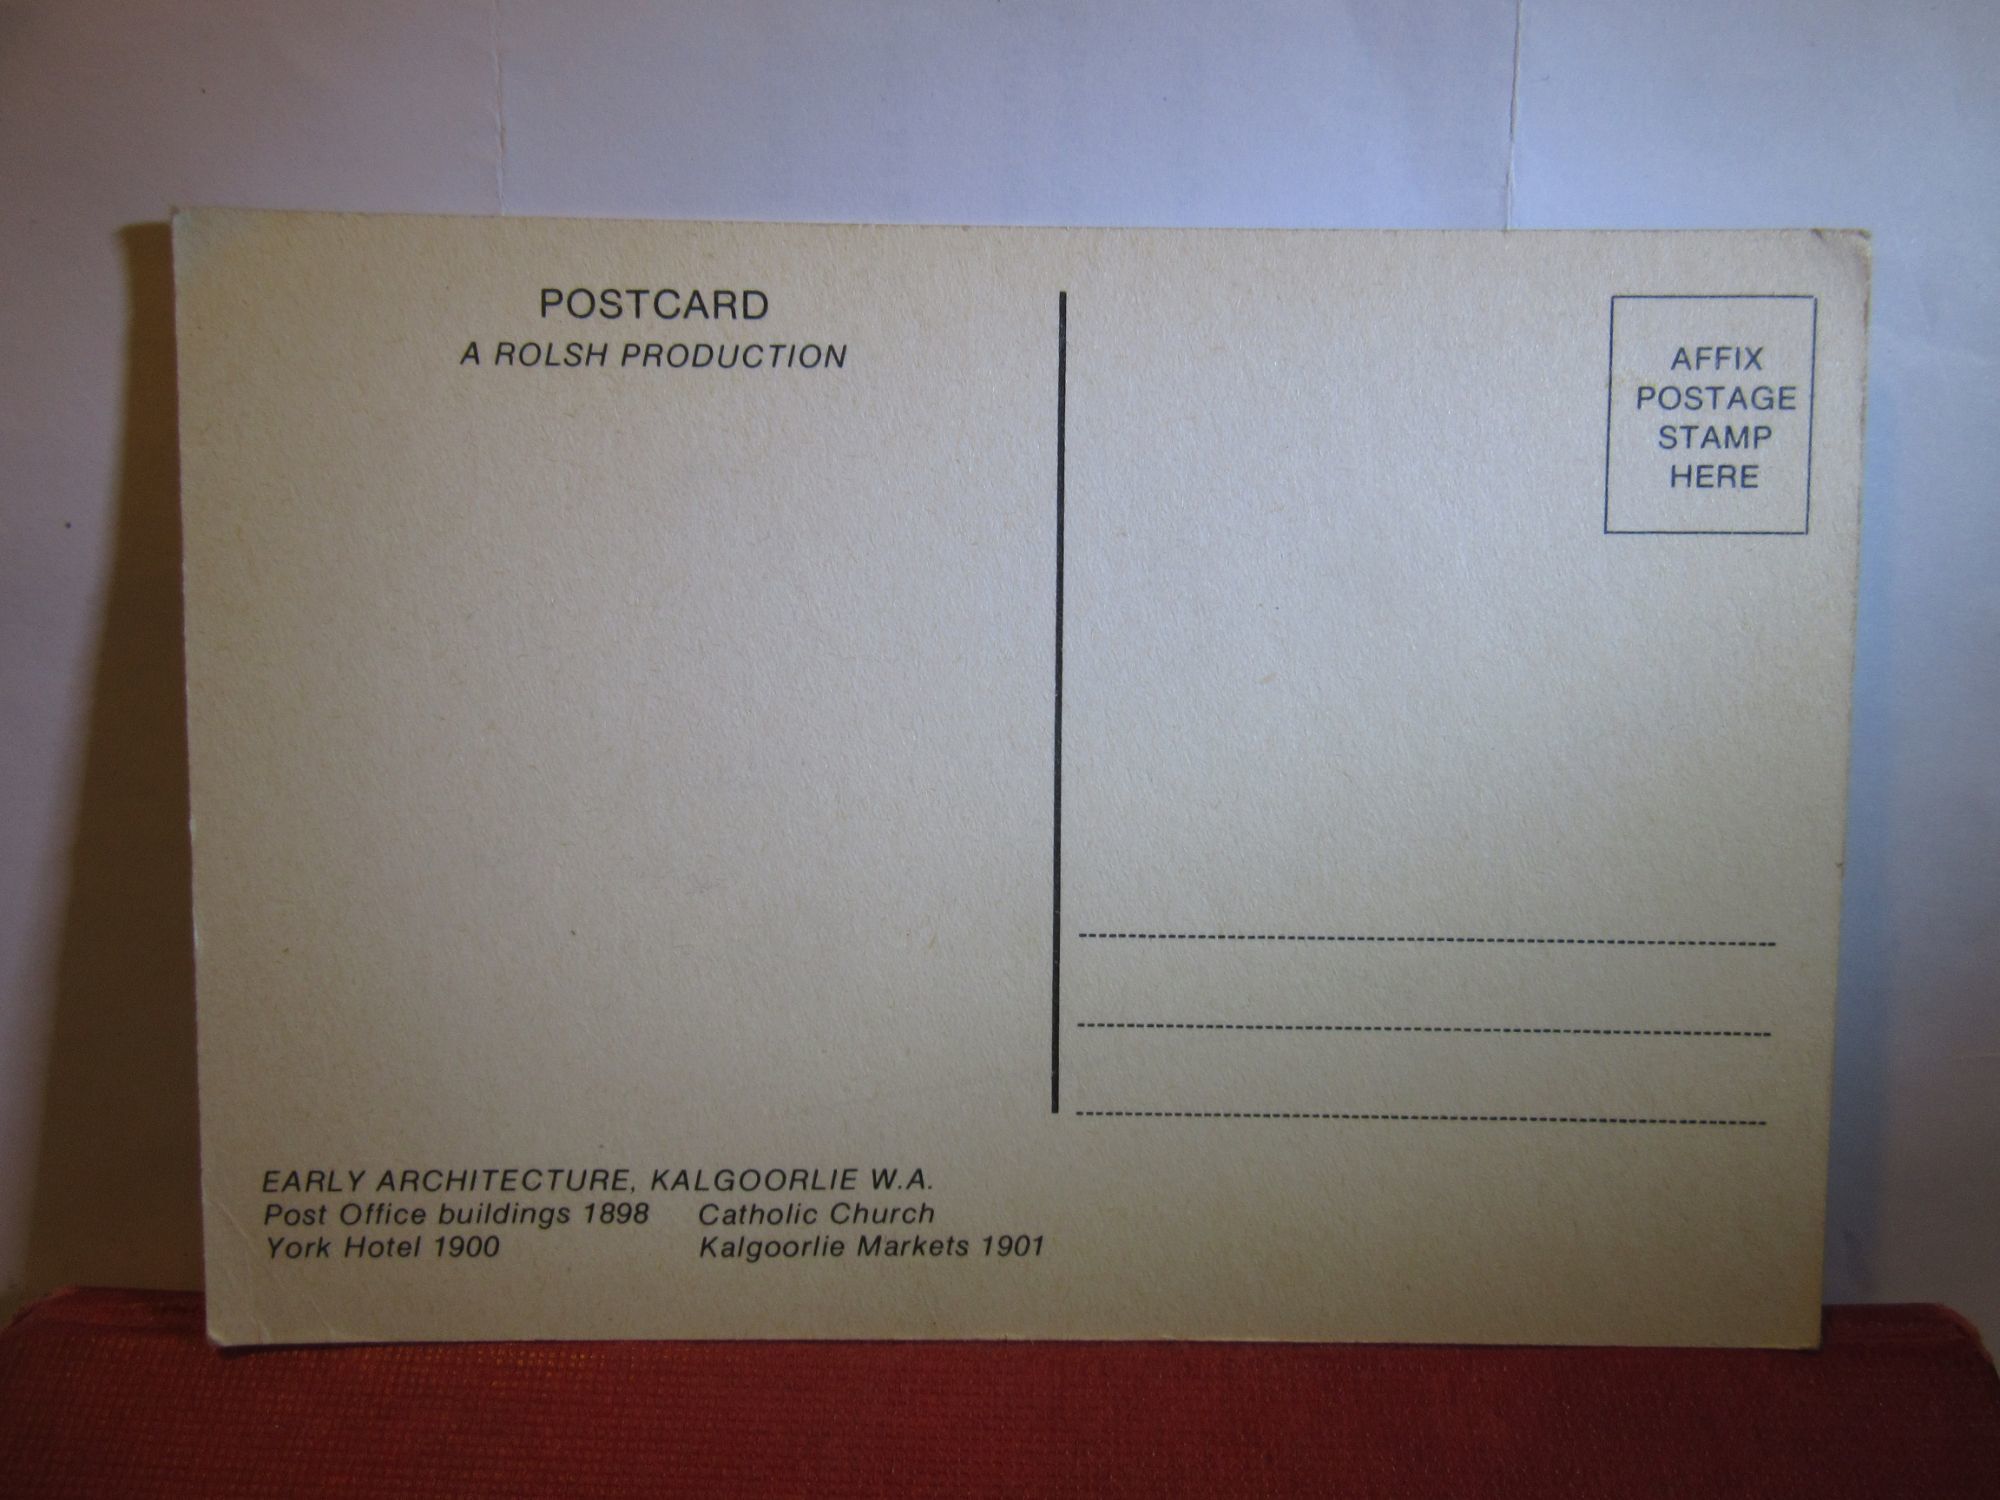 POSTCARD
A ROLSH PRODUCTION
AFFIX
POSTAGE
STAMP
HERE
EARLY ARCHITECTURE, KALGOORLIE W.A.
Post Office buildings 1898 Catholic Church
York Hotel 1900 Kalgoorlie Markets 1901